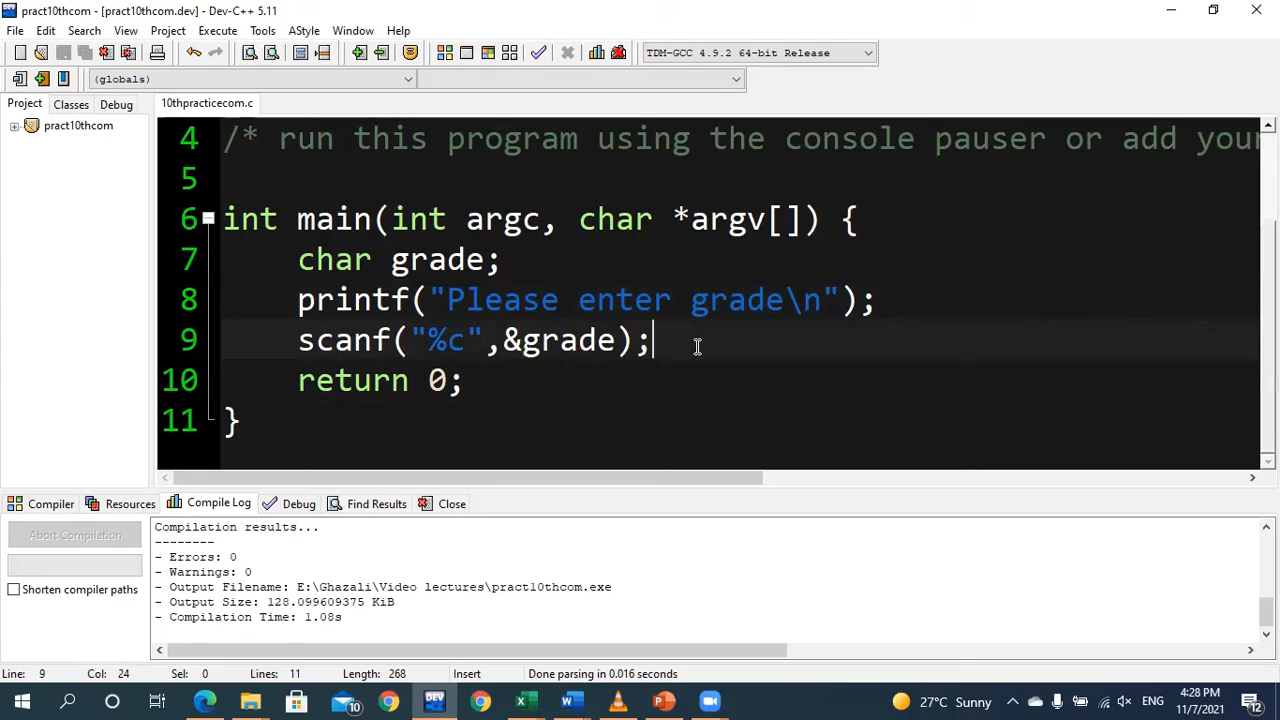 pract10thcom - [pract10thcom.dev] - Dev-C++ 5.11
File Edit Search View Project Execute Tools AStyle Window Help
TDM-GCC 4.9.2 64-bit Release
(globals)
Project Classes Debug
10thpracticecom.c
pract10thcom
4 /* run this program using the console pauser or add your
5
6 int main(int argc, char *argv[]) {
7 char grade;
8 printf("Please enter grade\n");
9 scanf("%c",&grade);
10 return 0;
11 }
Compiler Resources Compile Log Debug Find Results Close
Abort Compilation
Shorten compiler paths
Compilation results...
--------
- Errors: 0
- Warnings: 0
- Output Filename: E:\Ghazali\Video lectures\pract10thcom.exe
- Output Size: 128.099609375 KiB
- Compilation Time: 1.08s
Line: 9 Col: 24 Sel: 0 Lines: 11 Length: 268 Insert Done parsing in 0.016 seconds
10
27°C Sunny
ENG
4:28 PM
11/7/2021
12